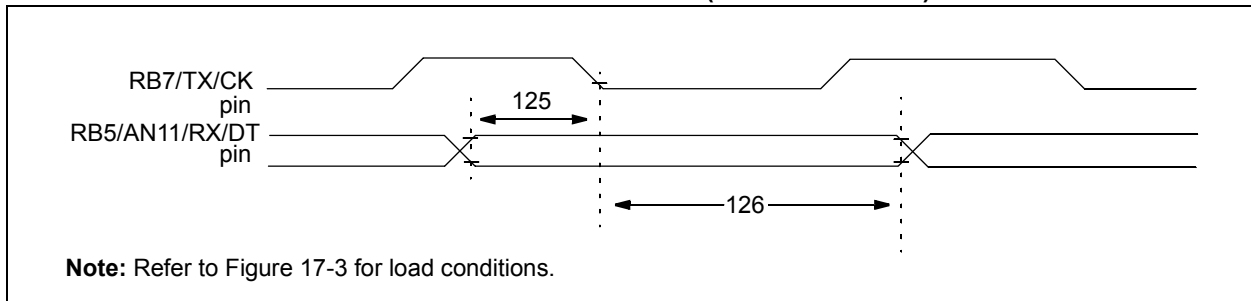 RB7/TX/CK
pin
125
RB5/AN11/RX/DT
pin
126
Note: Refer to Figure 17-3 for load conditions.